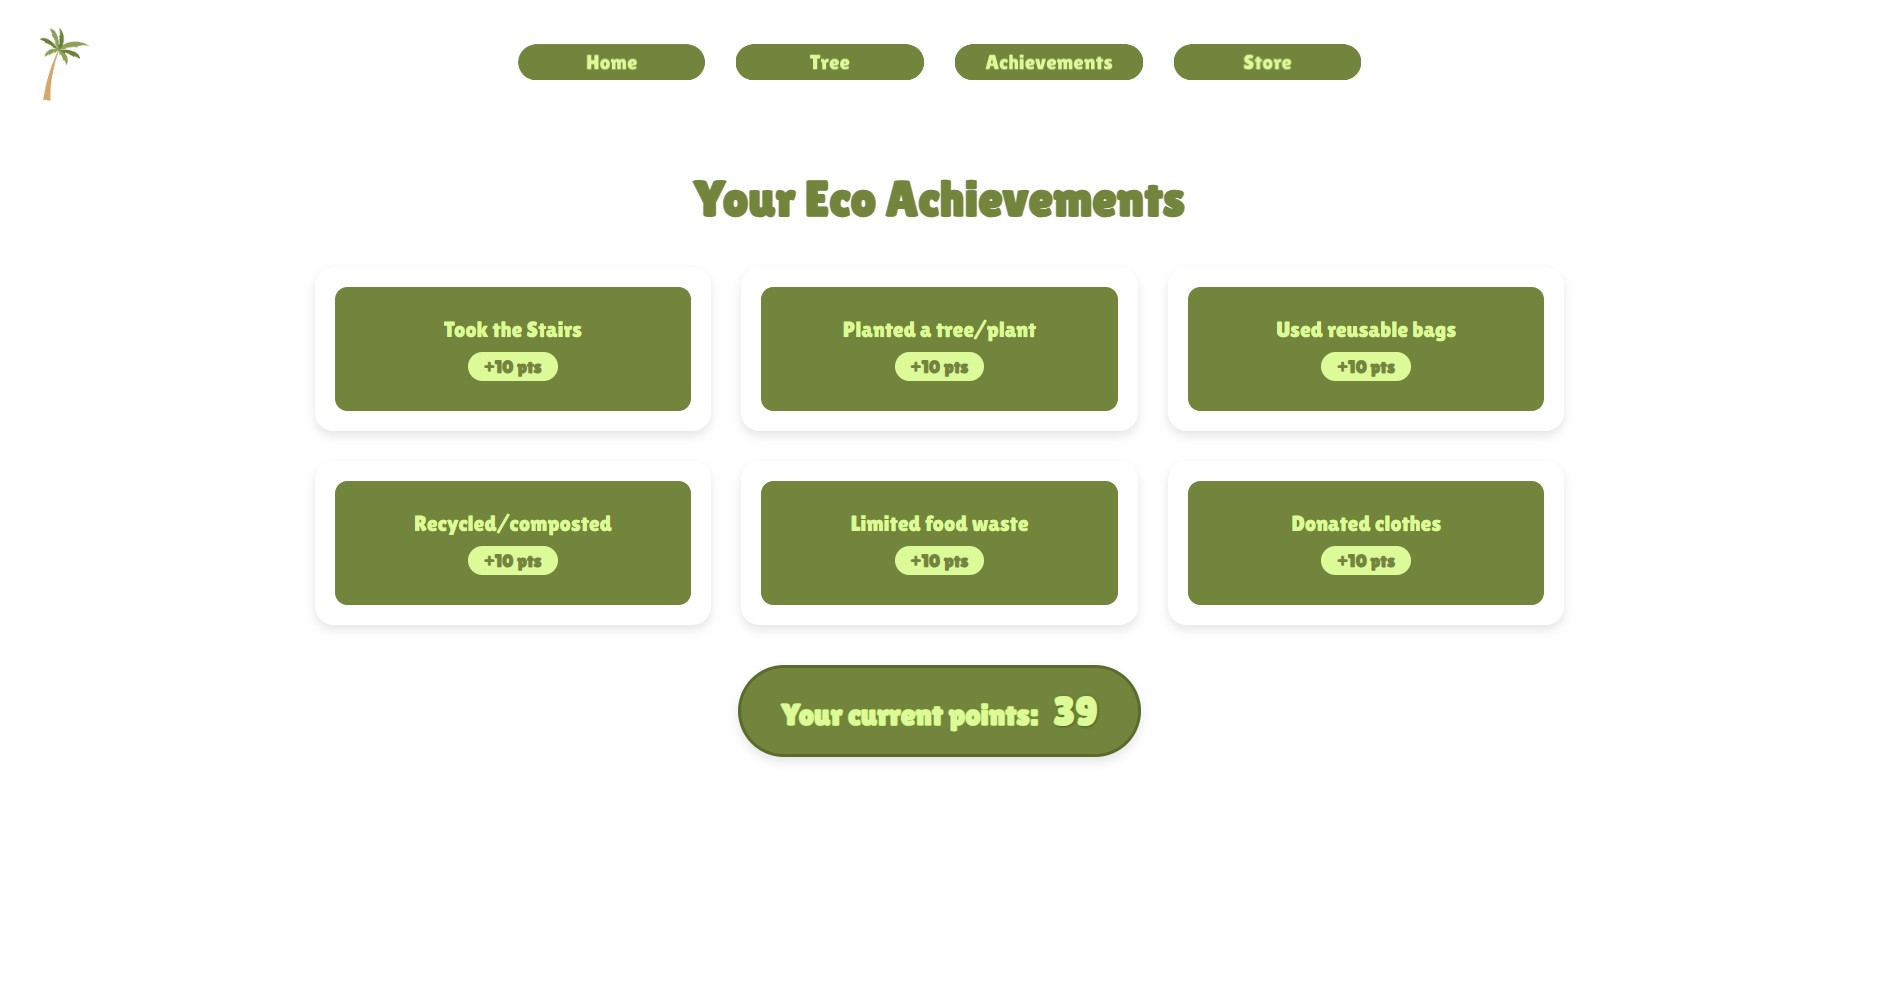 Home Tree Achievements Store
Your Eco Achievements
Took the Stairs
+10 pts
Planted a tree/plant
+10 pts
Used reusable bags
+10 pts
Recycled/composted
+10 pts
Limited food waste
+10 pts
Donated clothes
+10 pts
Your current points: 39